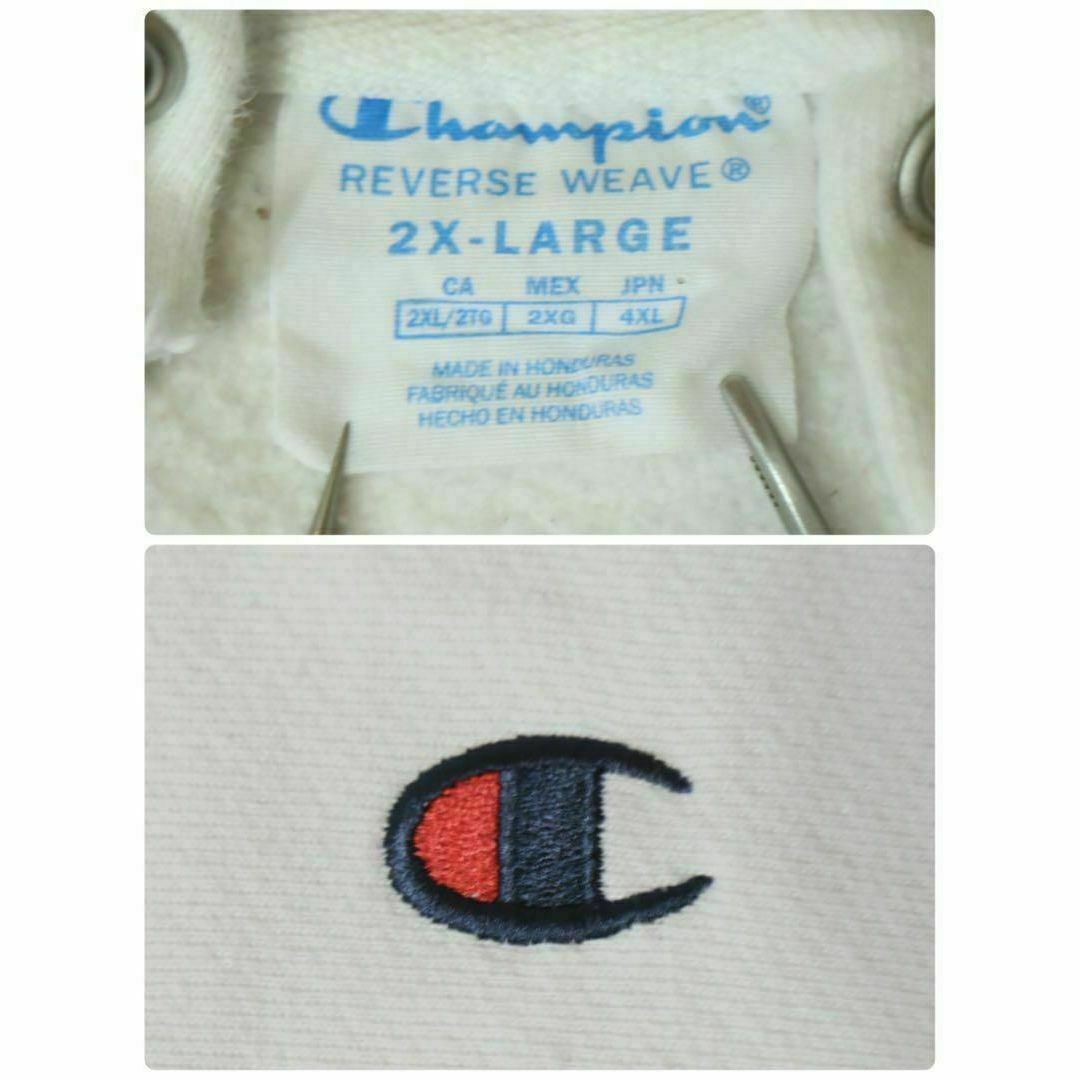 Champion®
REVERSE WEAVE®
2X-LARGE
CA MEX JPN
2XL/2TG 2XG 4XL
MADE IN HONDURAS
FABRIQUÉ AU HONDURAS
HECHO EN HONDURAS